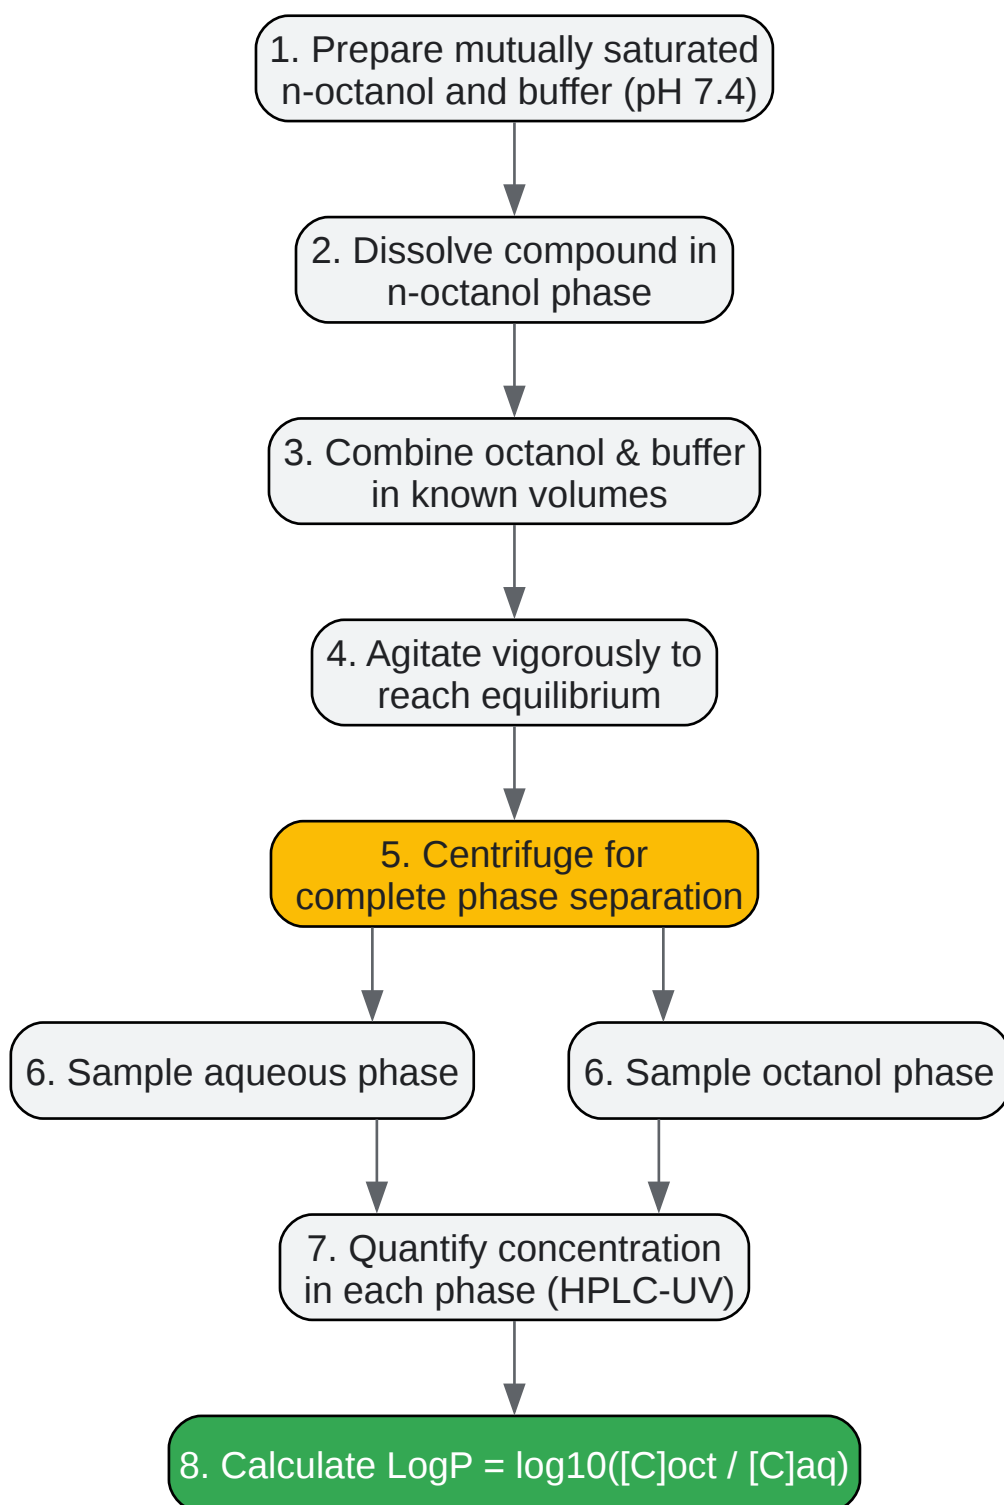 1. Prepare mutually saturated
n-octanol and buffer (pH 7.4)
2. Dissolve compound in
n-octanol phase
3. Combine octanol & buffer
in known volumes
4. Agitate vigorously to
reach equilibrium
5. Centrifuge for
complete phase separation
6. Sample aqueous phase
6. Sample octanol phase
7. Quantify concentration
in each phase (HPLC-UV)
8. Calculate LogP = log10([C]oct / [C]aq)